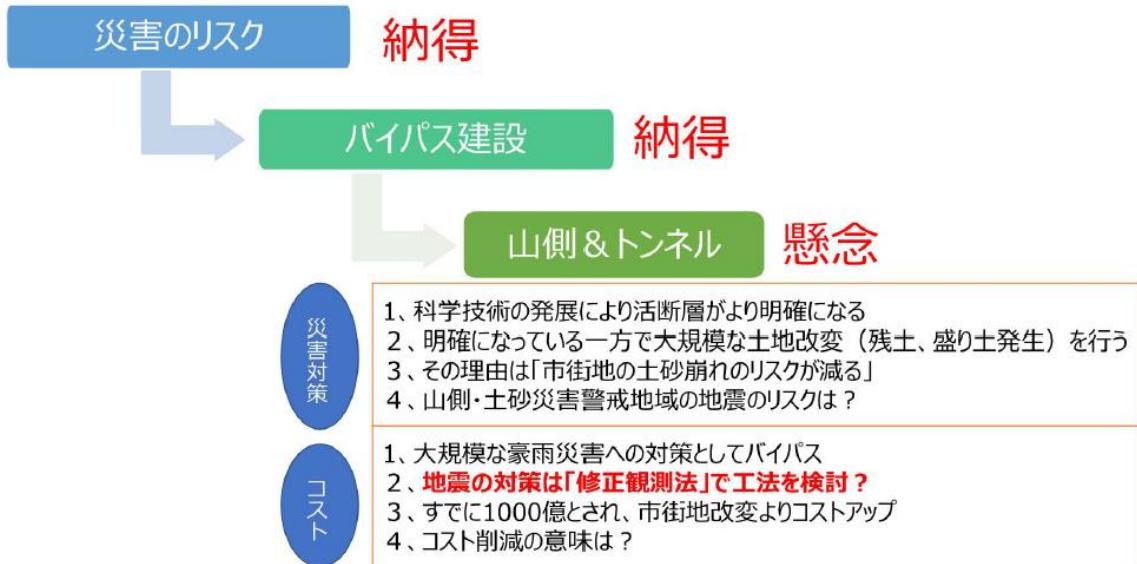 災害のリスク
納得
バイパス建設
納得
山側＆トンネル
懸念
災害対策
1、科学技術の発展により活断層がより明確になる
2、明確になっている一方で大規模な土地改変（残土、盛り土発生）を行う
3、その理由は「市街地の土砂崩れのリスクが減る」
4、山側・土砂災害警戒地域の地震のリスクは？
コスト
1、大規模な豪雨災害への対策としてバイパス
2、地震の対策は「修正観測法」で工法を検討？
3、すでに1000億とされ、市街地改変よりコストアップ
4、コスト削減の意味は？